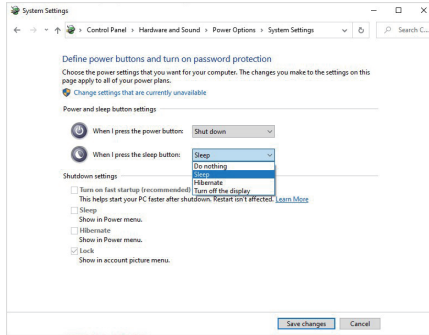 System Settings
Control Panel > Hardware and Sound > Power Options > System Settings
Search C...
Define power buttons and turn on password protection
Choose the power settings that you want for your computer. The changes you make to the settings on this
page apply to all of your power plans.
Change settings that are currently unavailable
Power and sleep button settings
When I press the power button: Shut down
When I press the sleep button: Sleep
Do nothing
Sleep
Hibernate
Turn off the display
Shutdown settings
Turn on fast startup (recommended)
This helps start your PC faster after shutdown. Restart isn't affected. Learn More
Sleep
Show in Power menu.
Hibernate
Show in Power menu.
Lock
Show in account picture menu.
Save changes Cancel